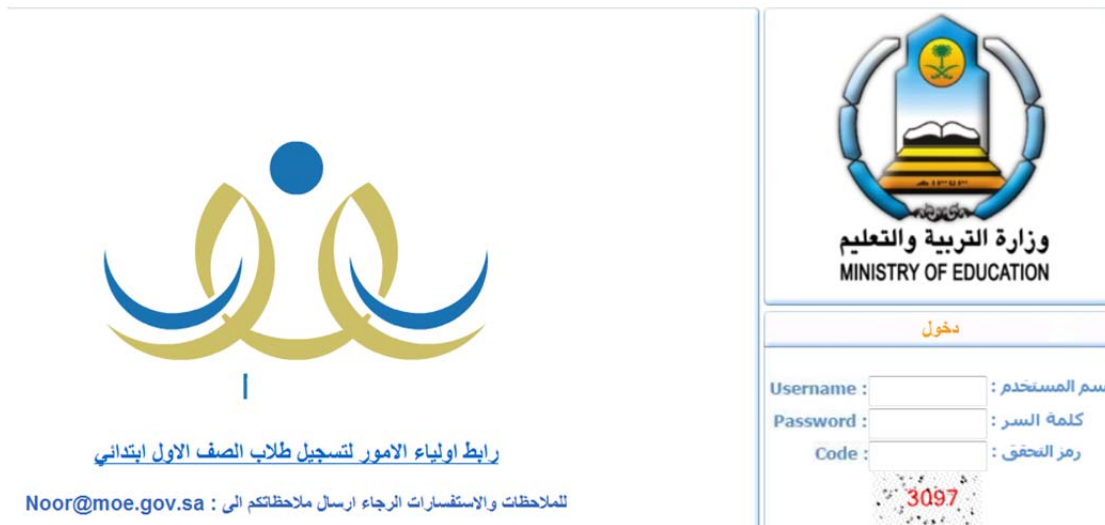 وزارة التربية والتعليم
MINISTRY OF EDUCATION
دخول
سم المستخدم : Username :
كلمة السر : Password :
رمز التحقق : Code :
3097
رابط اولياء الامور لتسجيل طلاب الصف الاول ابتدائي
للملاحظات والاستفسارات الرجاء ارسال ملاحظاتكم الى : Noor@moe.gov.sa